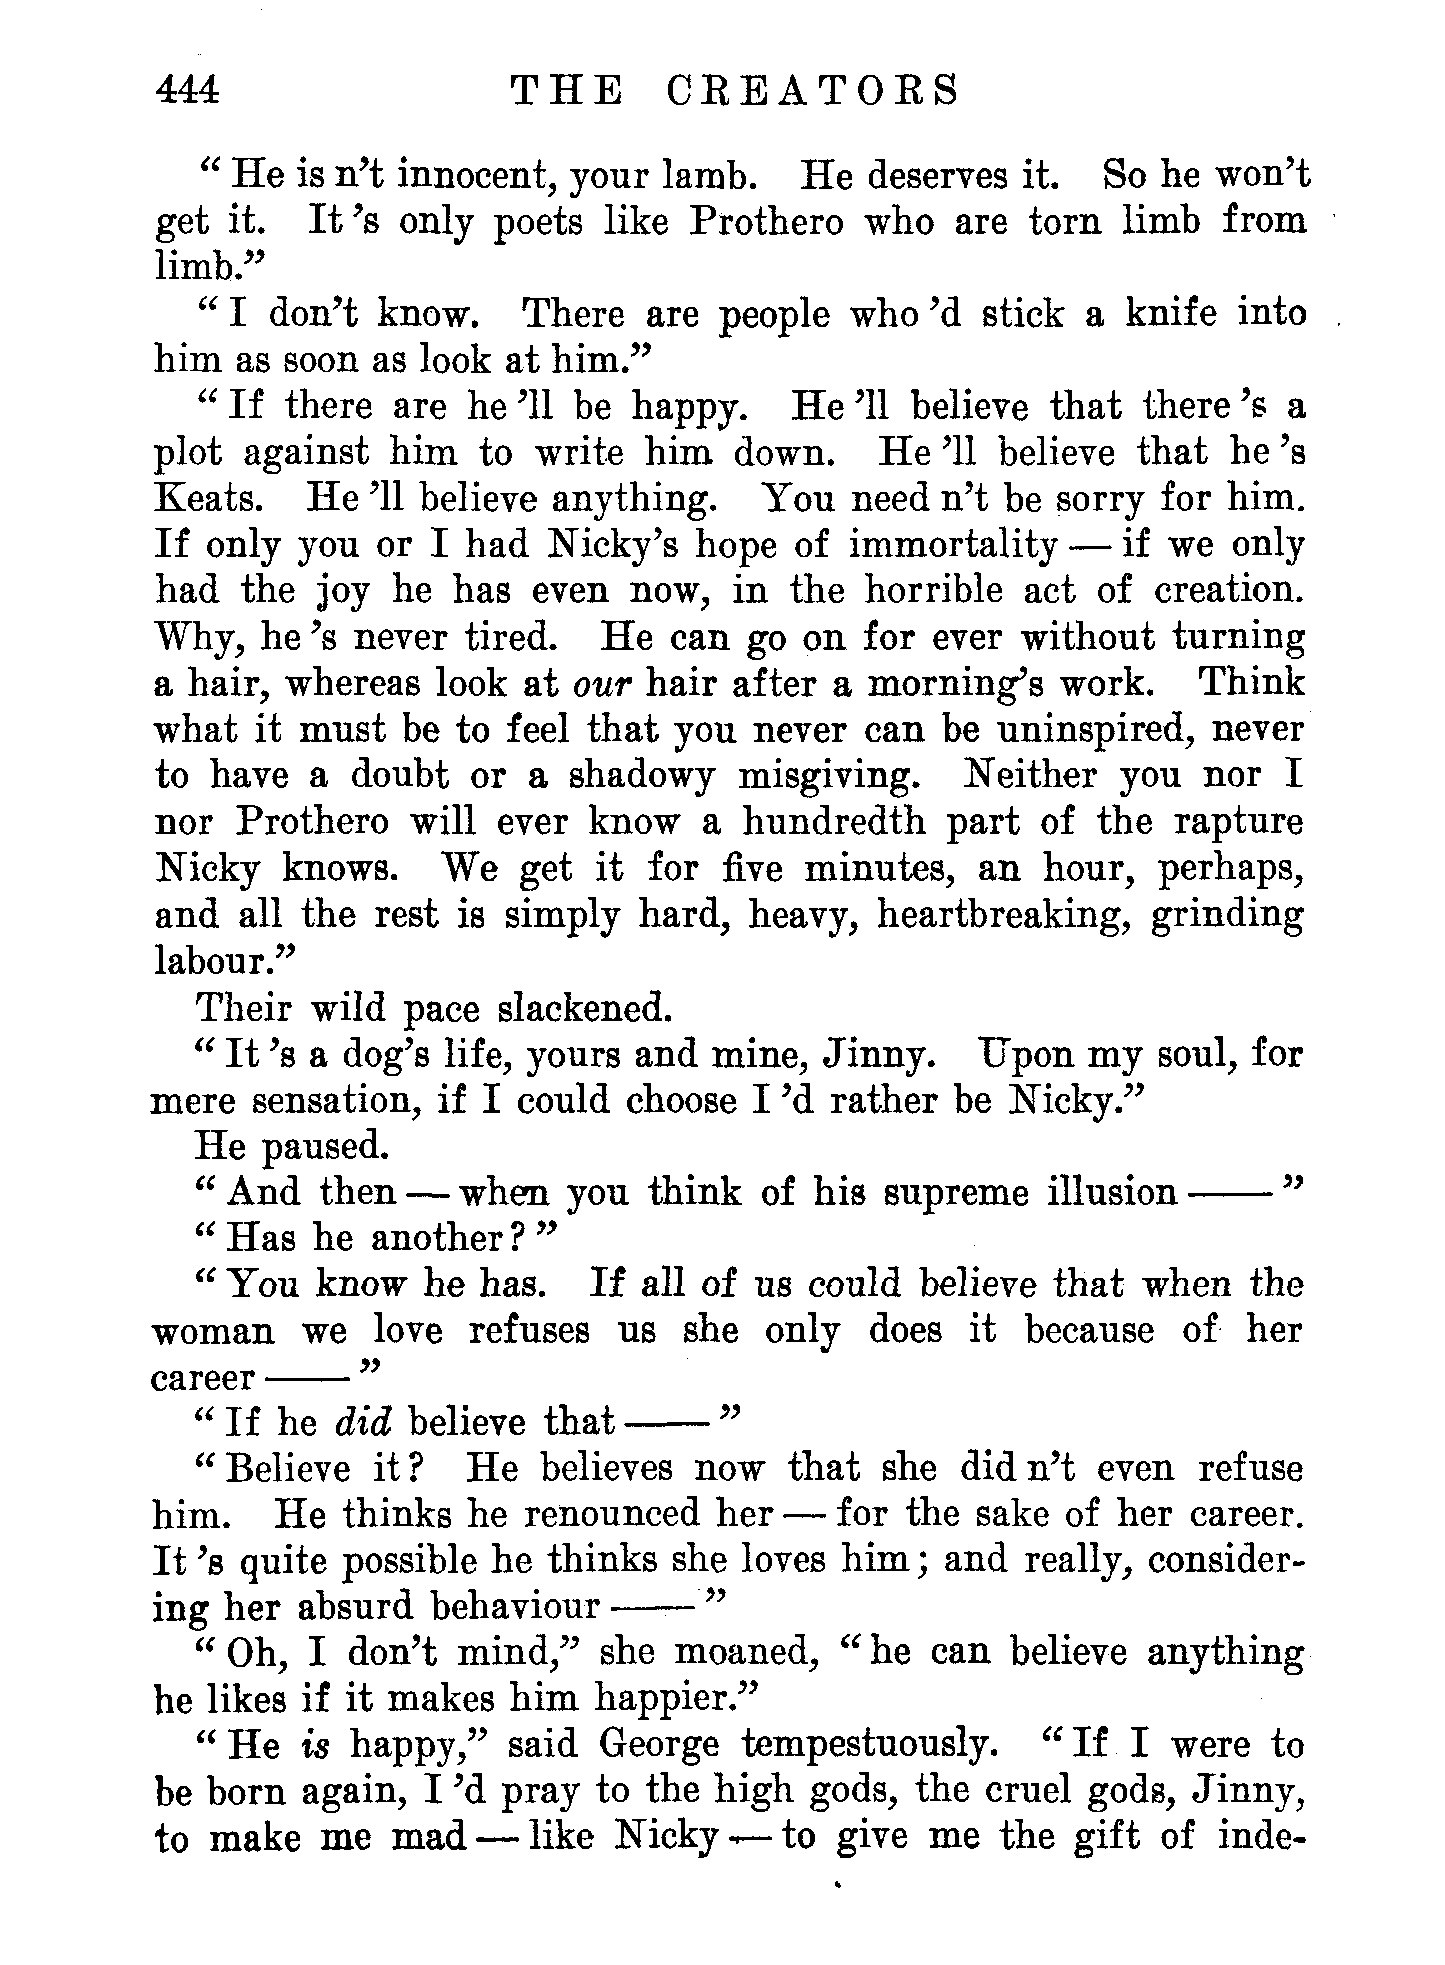 444 THE CREATORS
“He is n’t innocent, your lamb. He deserves it. So he won’t
get it. It ’s only poets like Prothero who are torn limb from
limb.”
“I don’t know. There are people who ’d stick a knife into
him as soon as look at him.”
“If there are he ’ll be happy. He ’ll believe that there ’s a
plot against him to write him down. He ’ll believe that he ’s
Keats. He ’ll believe anything. You need n’t be sorry for him.
If only you or I had Nicky’s hope of immortality — if we only
had the joy he has even now, in the horrible act of creation.
Why, he ’s never tired. He can go on for ever without turning
a hair, whereas look at our hair after a morning’s work. Think
what it must be to feel that you never can be uninspired, never
to have a doubt or a shadowy misgiving. Neither you nor I
nor Prothero will ever know a hundredth part of the rapture
Nicky knows. We get it for five minutes, an hour, perhaps,
and all the rest is simply hard, heavy, heartbreaking, grinding
labour.”
Their wild pace slackened.
“It ’s a dog’s life, yours and mine, Jinny. Upon my soul, for
mere sensation, if I could choose I ’d rather be Nicky.”
He paused.
“And then — when you think of his supreme illusion ——”
“Has he another?”
“You know he has. If all of us could believe that when the
woman we love refuses us she only does it because of her
career ——”
“If he did believe that ——”
“Believe it? He believes now that she did n’t even refuse
him. He thinks he renounced her — for the sake of her career.
It ’s quite possible he thinks she loves him; and really, consider-
ing her absurd behaviour ——”
“Oh, I don’t mind,” she moaned, “he can believe anything
he likes if it makes him happier.”
“He is happy,” said George tempestuously. “If I were to
be born again, I ’d pray to the high gods, the cruel gods, Jinny,
to make me mad — like Nicky — to give me the gift of inde-